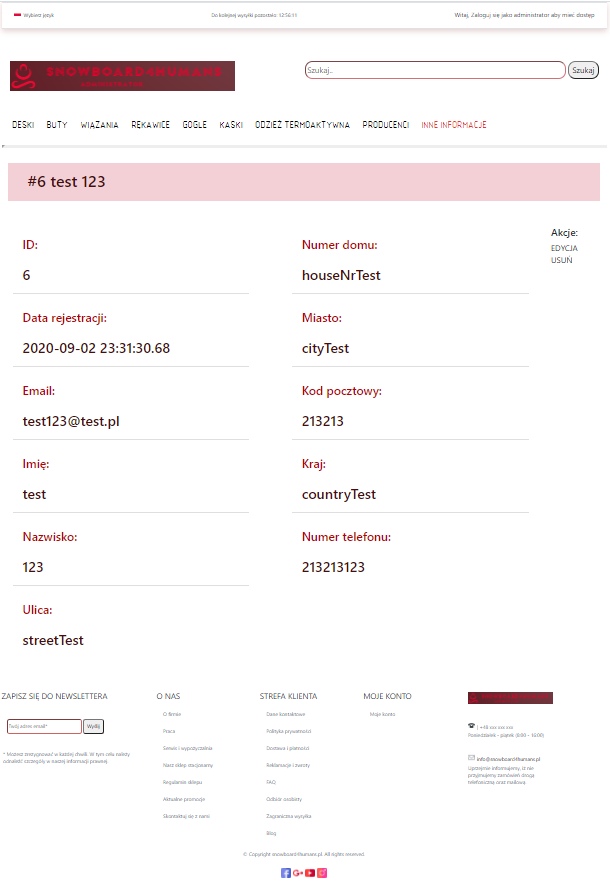 Wybierz język
Do kolejnej wysyłki pozostało: 12:56:11
Witaj, Zaloguj się jako administrator aby mieć dostęp
SNOWBOARD4HUMANS
Szukaj..
Szukaj
DESKI BUTY WIĄZANIA RĘKAWICE GOGLE KASKI ODZIEŻ TERMOAKTYWNA PRODUCENCI INNE INFORMACJE
#6 test 123
Akcje:
EDYCJA
USUŃ
ID:
6
Data rejestracji:
2020-09-02 23:31:30.68
Email:
test123@test.pl
Imię:
test
Nazwisko:
123
Ulica:
streetTest
Numer domu:
houseNrTest
Miasto:
cityTest
Kod pocztowy:
213213
Kraj:
countryTest
Numer telefonu:
213213123
ZAPISZ SIĘ DO NEWSLETTERA
Twój adres email*
Wyślij
* Możesz zrezygnować w każdej chwili. W tym celu należy
odnaleźć szczegóły w naszej informacji prawnej.
O NAS
O firmie
Praca
Serwis i wypożyczalnia
Nasz sklep stacjonarny
Regulamin sklepu
Aktualne promocje
Skontaktuj się z nami
STREFA KLIENTA
Dane kontaktowe
Polityka prywatności
Dostawa i płatności
Reklamacje i zwroty
FAQ
Odbiór osobisty
Zagraniczna wysyłka
Blog
MOJE KONTO
Moje konto
| +48 xxx xxx xxx
Poniedziałek - piątek (8:00 - 16:00)
info@snowboard4humans.pl
Uprzejmie informujemy, iż nie
przyjmujemy zamówień drogą
telefoniczną oraz mailową.
© Copyright snowboard4humans.pl. All rights reserved.